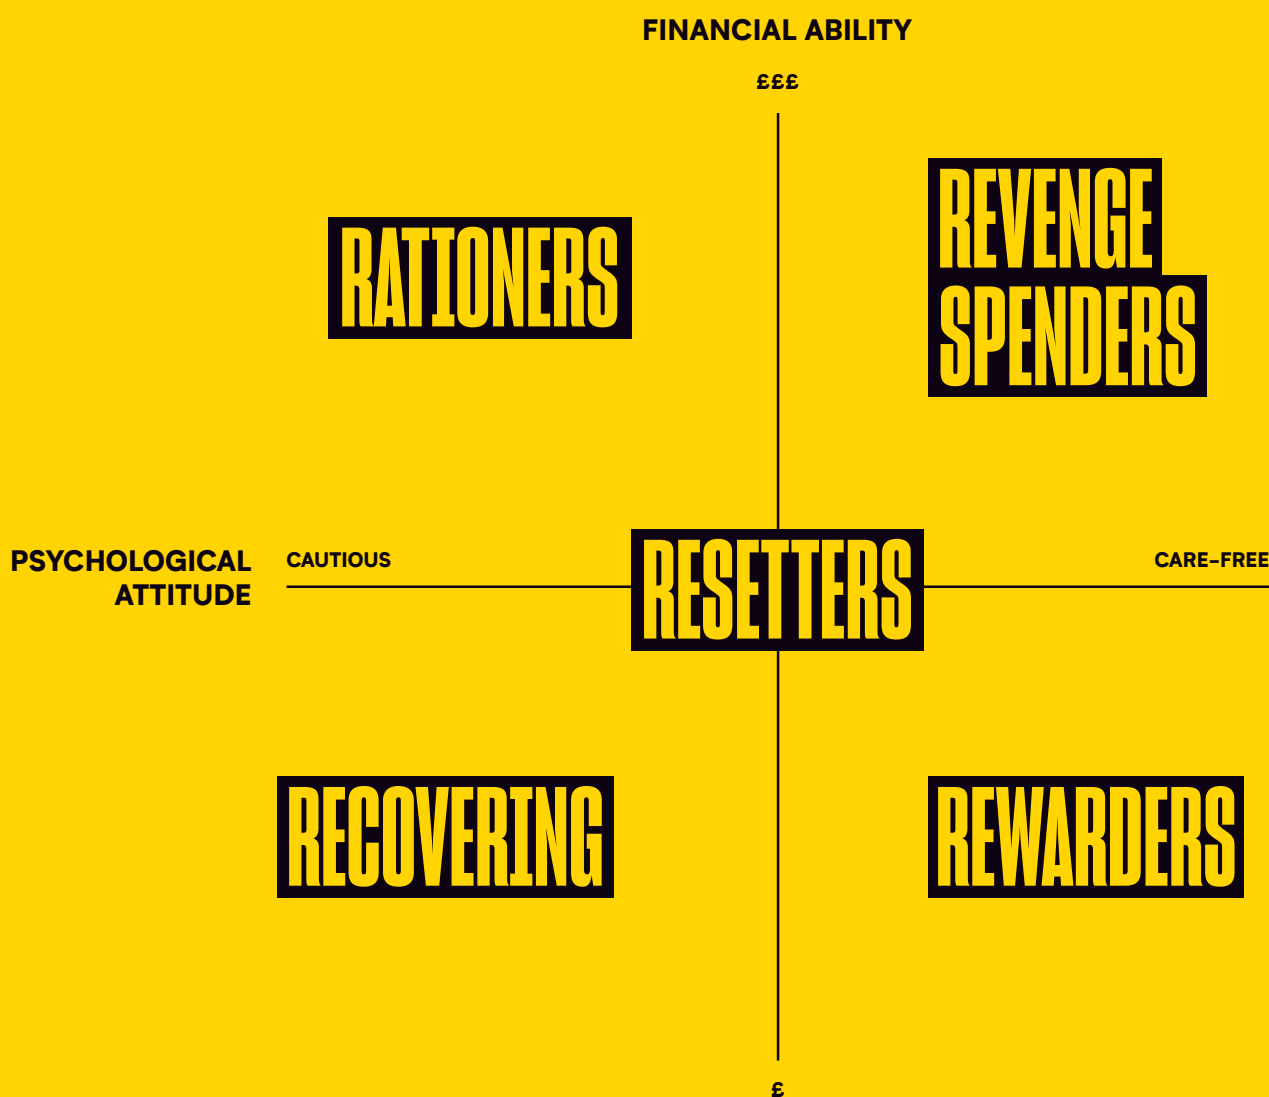 FINANCIAL ABILITY
£££
REVENGE
SPENDERS
RATIONERS
PSYCHOLOGICAL
ATTITUDE
CAUTIOUS
RESETTERS
CARE–FREE
RECOVERING
REWARDERS
£